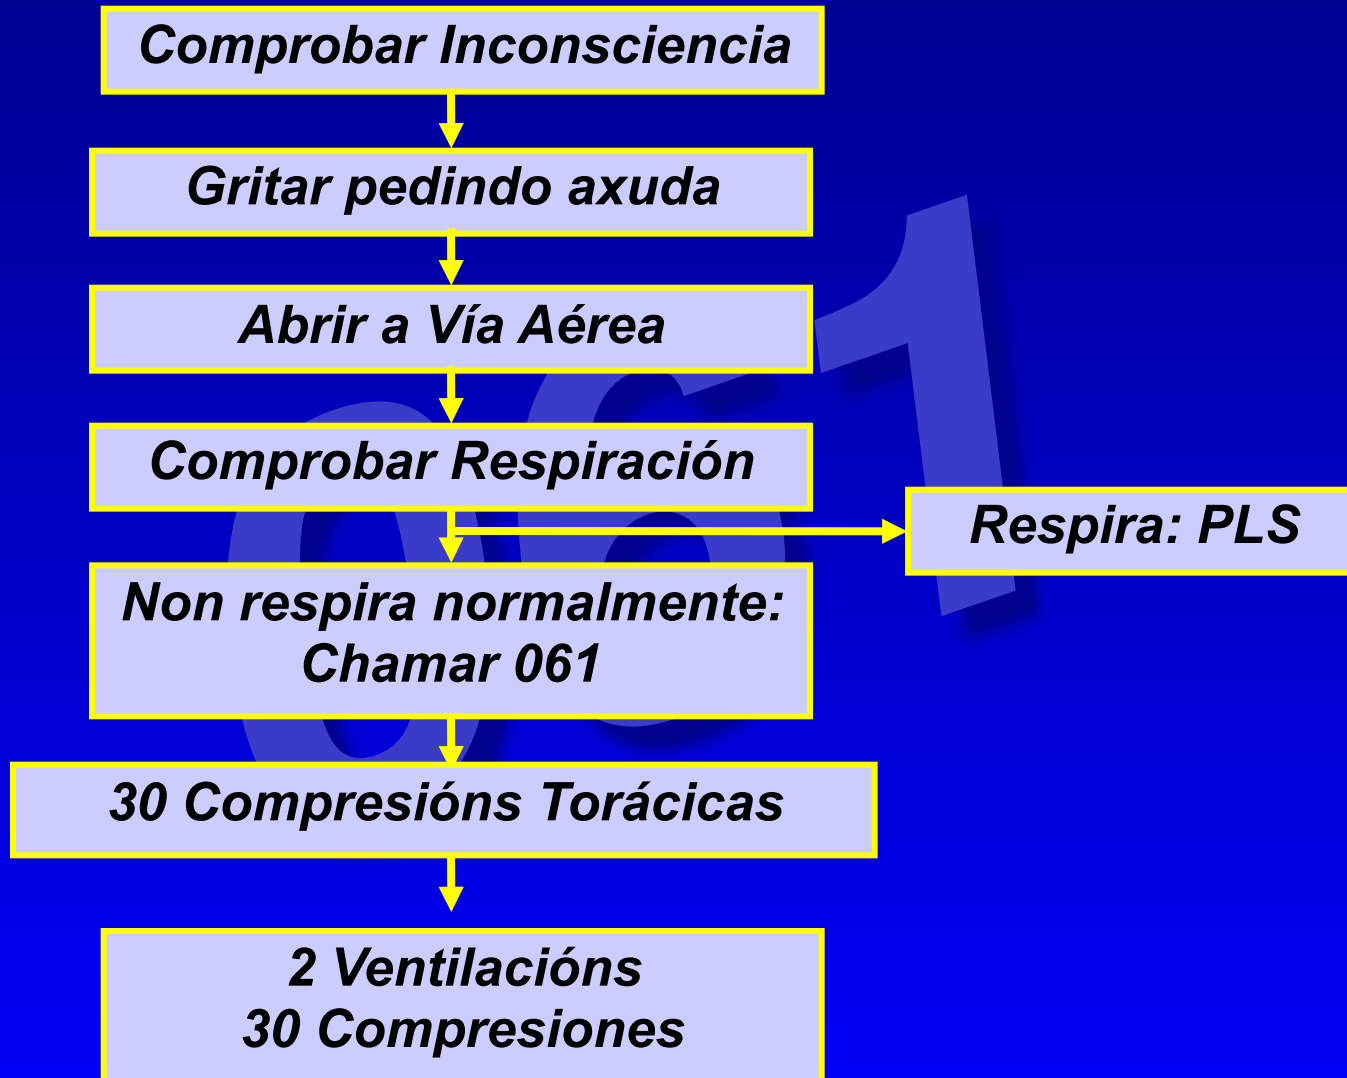 Comprobar Inconsciencia
Gritar pedindo axuda
Abrir a Vía Aérea
Comprobar Respiración
Respira: PLS
Non respira normalmente:
Chamar 061
30 Compresións Torácicas
2 Ventilacións
30 Compresiones
061